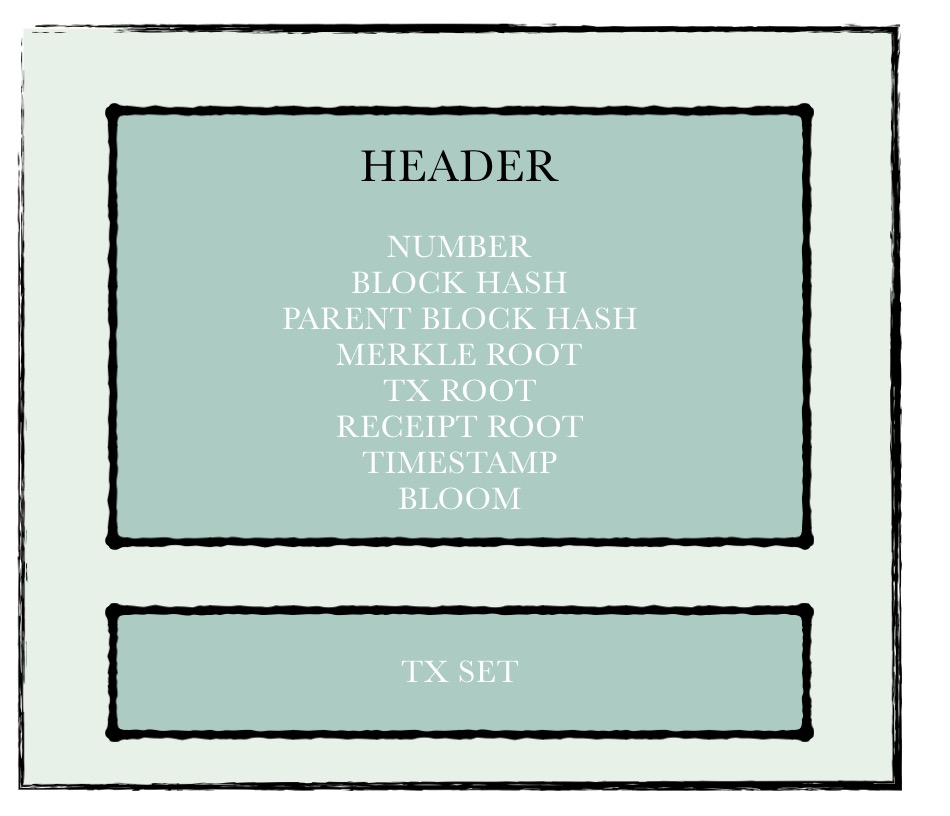 HEADER
NUMBER
BLOCK HASH
PARENT BLOCK HASH
MERKLE ROOT
TX ROOT
RECEIPT ROOT
TIMESTAMP
BLOOM
TX SET